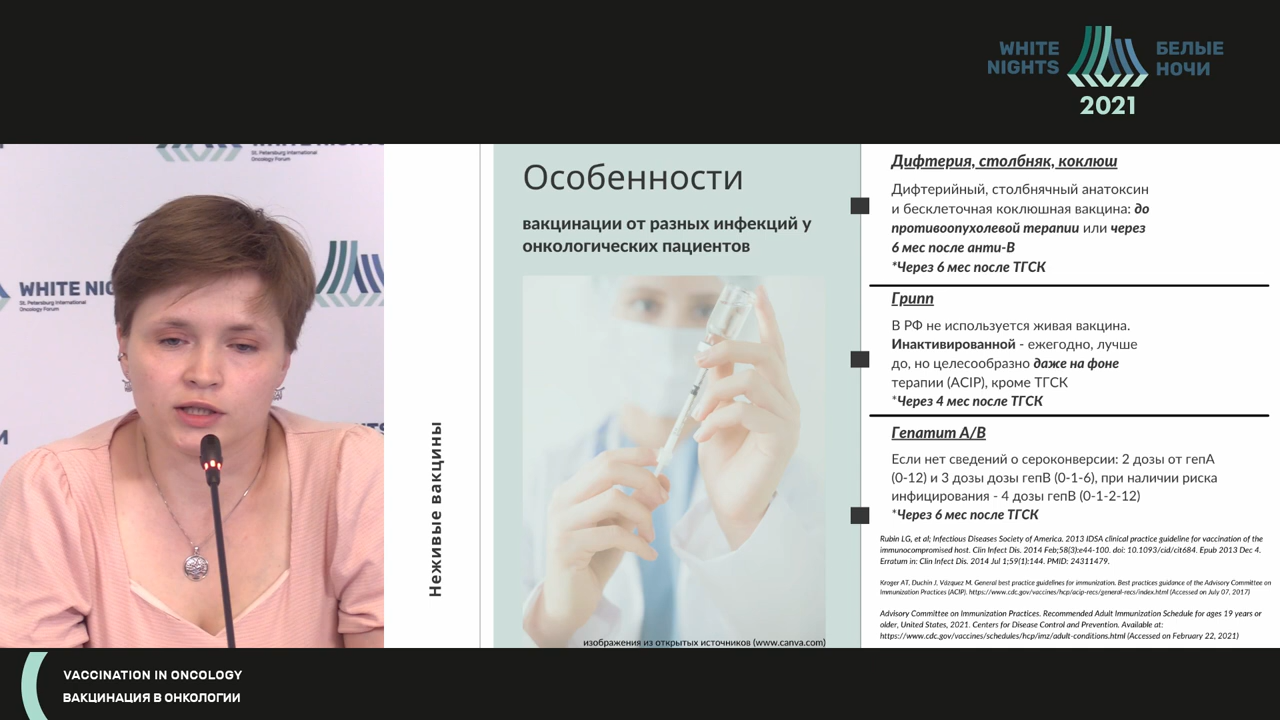 WHITE
NIGHTS
БЕЛЫЕ
НОЧИ
2021
St. Petersburg International
Oncology Forum
WHITE
St. Petersburg International
Oncology Forum
Неживые вакцины
Особенности
вакцинации от разных инфекций у
онкологических пациентов
изображения из открытых источников (www.canva.com)
Дифтерия, столбняк, коклюш
Дифтерийный, столбнячный анатоксин
и бесклеточная коклюшная вакцина: до
противоопухолевой терапии или через
6 мес после анти-В
*Через 6 мес после ТГСК
Грипп
В РФ не используется живая вакцина.
Инактивированной - ежегодно, лучше
до, но целесообразно даже на фоне
терапии (ACIP), кроме ТГСК
*Через 4 мес после ТГСК
Гепатит А/В
Если нет сведений о сероконверсии: 2 дозы от гепА
(0-12) и 3 дозы дозы гепВ (0-1-6), при наличии риска
инфицирования - 4 дозы гепВ (0-1-2-12)
*Через 6 мес после ТГСК
Rubin LG, et al; Infectious Diseases Society of America. 2013 IDSA clinical practice guideline for vaccination of the
immunocompromised host. Clin Infect Dis. 2014 Feb;58(3):e44-100. doi: 10.1093/cid/cit684. Epub 2013 Dec 4.
Erratum in: Clin Infect Dis. 2014 Jul 1;59(1):144. PMID: 24311479.
Kroger AT, Duchin J, Vázquez M. General best practice guidelines for immunization. Best practices guidance of the Advisory Committee on
Immunization Practices (ACIP). https://www.cdc.gov/vaccines/hcp/acip-recs/general-recs/index.html (Accessed on July 07, 2017)
Advisory Committee on Immunization Practices. Recommended Adult Immunization Schedule for ages 19 years or
older, United States, 2021. Centers for Disease Control and Prevention. Available at:
https://www.cdc.gov/vaccines/schedules/hcp/imz/adult-conditions.html (Accessed on February 22, 2021)
VACCINATION IN ONCOLOGY
ВАКЦИНАЦИЯ В ОНКОЛОГИИ